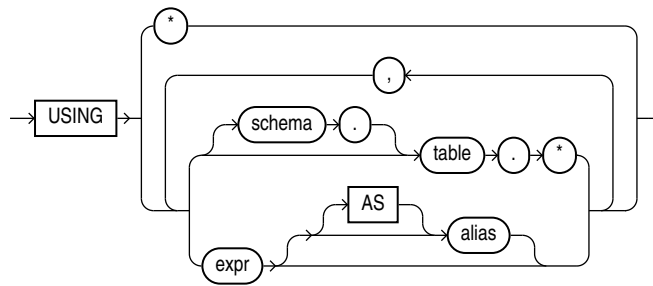 *
,
USING
schema .
table . *
AS
alias
expr